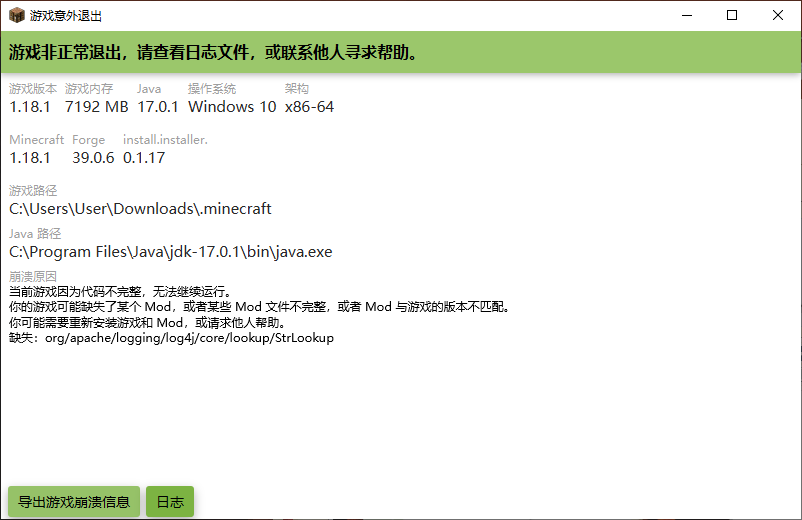 游戏意外退出
游戏非正常退出，请查看日志文件，或联系他人寻求帮助。
游戏版本 游戏内存 Java 操作系统 架构
1.18.1 7192 MB 17.0.1 Windows 10 x86-64
Minecraft Forge install.installer.
1.18.1 39.0.6 0.1.17
游戏路径
C:\Users\User\Downloads\.minecraft
Java 路径
C:\Program Files\Java\jdk-17.0.1\bin\java.exe
崩溃原因
当前游戏因为代码不完整，无法继续运行。
你的游戏可能缺失了某个 Mod，或者某些 Mod 文件不完整，或者 Mod 与游戏的版本不匹配。
你可能需要重新安装游戏和 Mod，或请求他人帮助。
缺失：org/apache/logging/log4j/core/lookup/StrLookup
导出游戏崩溃信息 日志